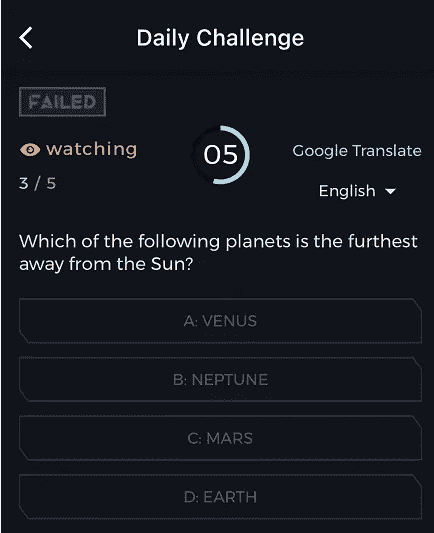 Daily Challenge
FAILED
watching
05
Google Translate
3 / 5
English
Which of the following planets is the furthest
away from the Sun?
A: VENUS
B: NEPTUNE
C: MARS
D: EARTH